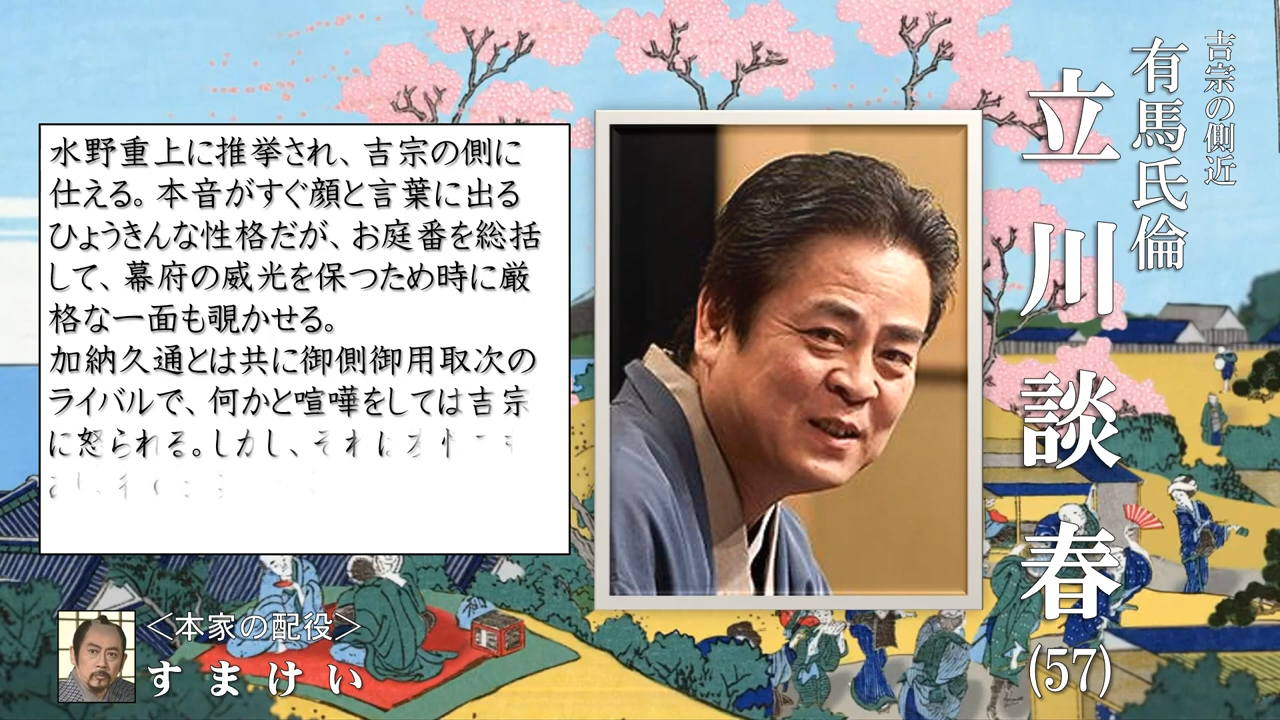 吉宗の側近
有馬氏倫
立川談春
(57)
水野重上に推挙され、吉宗の側に
仕える。本音がすぐ顔と言葉に出る
ひょうきんな性格だが、お庭番を総括
して、幕府の威光を保つため時に厳
格な一面も覗かせる。
加納久通とは共に御側御用取次の
ライバルで、何かと喧嘩をしては吉宗
に怒られる。しかし、それは
<本家の配役>
すまけい